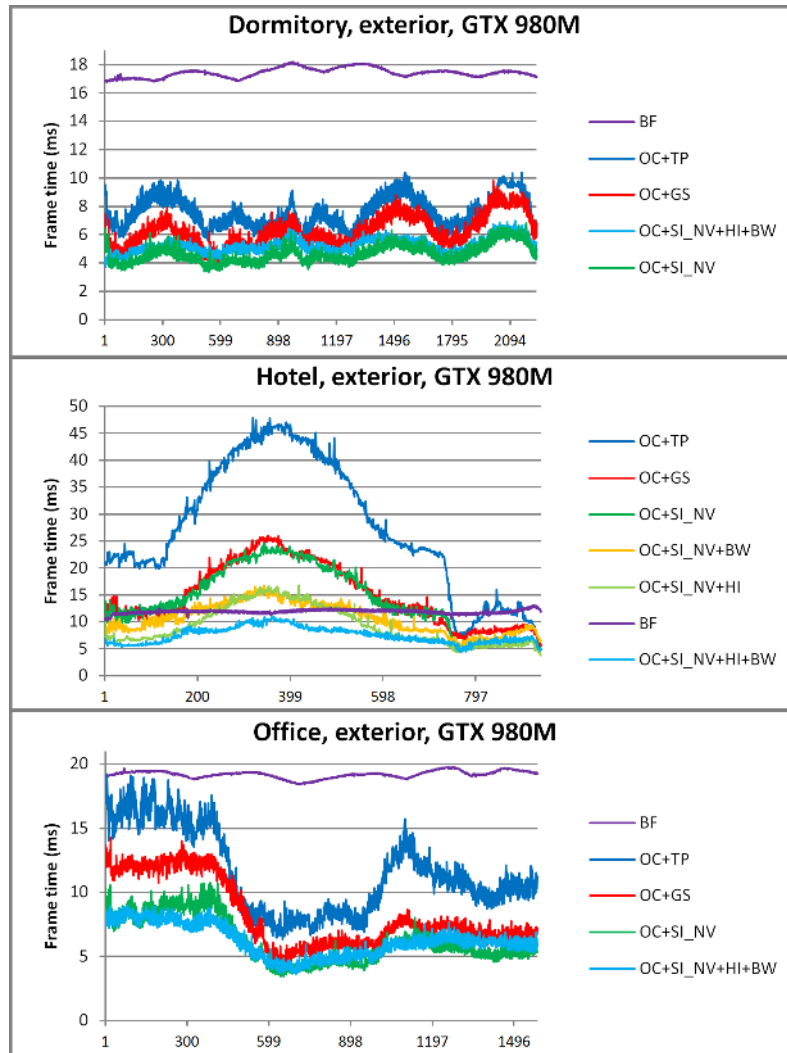 Dormitory, exterior, GTX 980M
Frame time (ms)
18
16
14
12
10
8
6
4
2
0
1 300 599 898 1197 1496 1795 2094
BF
OC+TP
OC+GS
OC+SI_NV+HI+BW
OC+SI_NV
Hotel, exterior, GTX 980M
Frame time (ms)
50
45
40
35
30
25
20
15
10
5
0
1 200 399 598 797
OC+TP
OC+GS
OC+SI_NV
OC+SI_NV+BW
OC+SI_NV+HI
BF
OC+SI_NV+HI+BW
Office, exterior, GTX 980M
Frame time (ms)
20
15
10
5
0
1 300 599 898 1197 1496
BF
OC+TP
OC+GS
OC+SI_NV
OC+SI_NV+HI+BW